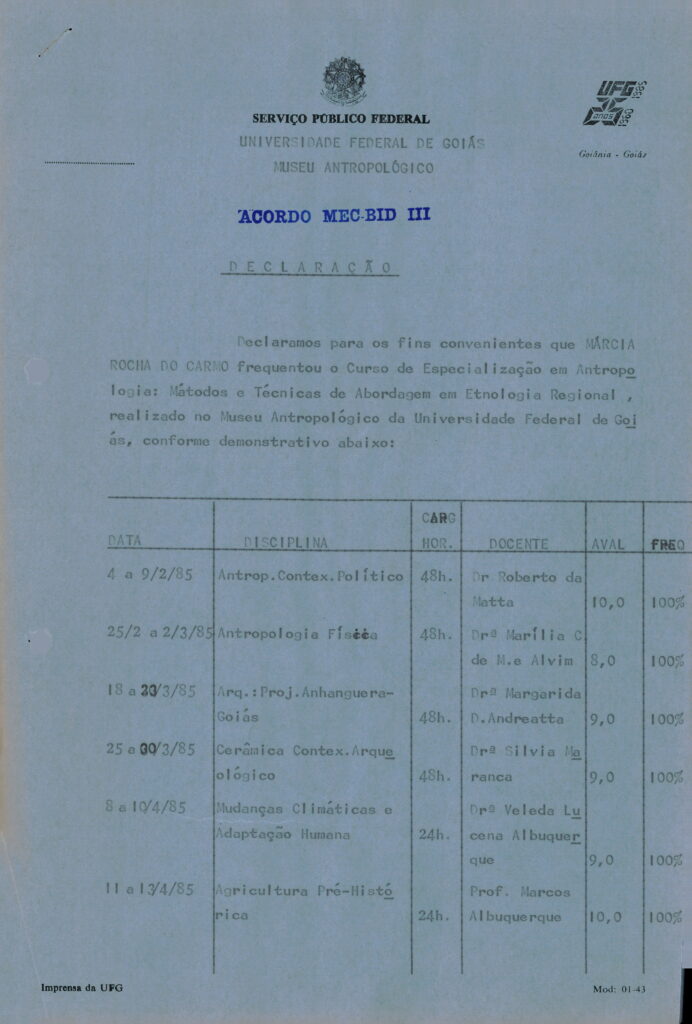 UFG
anos
SERVIÇO PÚBLICO FEDERAL
UNIVERSIDADE FEDERAL DE GOIÁS
MUSEU ANTROPOLÓGICO
Goiânia - Goiás
ACORDO MEC-BID III
DECLARAÇÃO
Declaramos para os fins convenientes que MÁRCIA
ROCHA DO CARMO frequentou o Curso de Especialização em Antropo
logia: Mátodos e Técnicas de Abordagem em Etnologia Regional ,
realizado no Museu Antropológico da Universidade Federal de Goi
ás, conforme demonstrativo abaixo:
CARG
DATA DISCIPLINA HOR. DOCENTE AVAL FREQ
4 a 9/2/85 Antrop.Contex.Político 48h. Dr. Roberto da
Matta 10,0 100%
25/2 a 2/3/85 Antropologia Física 48h. Drª Marília C.
de M.e Alvim 8,0 100%
18 a 23/3/85 Arq.:Proj.Anhanguera- Drª Margarida
Goiás 48h. D.Andreatta 9,0 100%
25 a 30/3/85 Cerâmica Contex.Arque Drª Silvia Ma
ológico 48h. ranca 9,0 100%
8 a 10/4/85 Mudanças Climáticas e Drª Veleda Lu
Adaptação Humana 24h. cena Albuquer
que 9,0 100%
11 a 13/4/85 Agricultura Pré-Histó Prof. Marcos
rica 24h. Albuquerque 10,0 100%
Imprensa da UFG Mod: 01-43